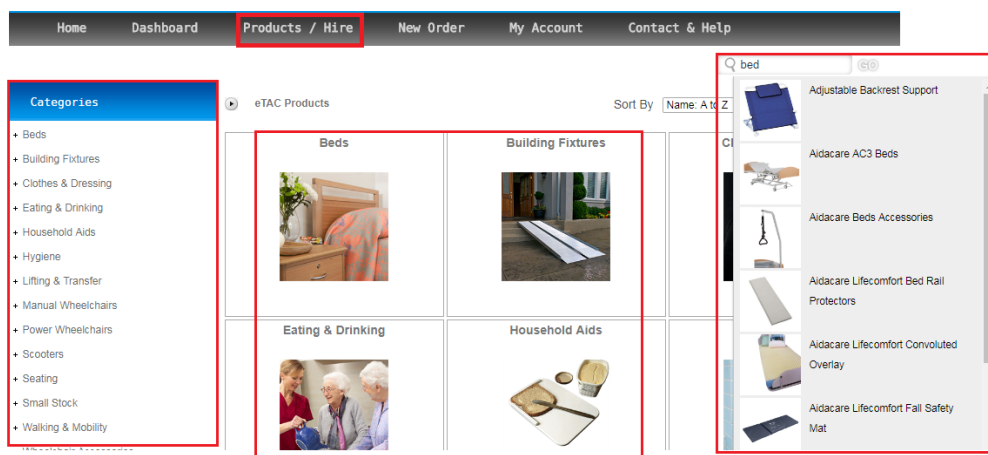 Home Dashboard Products / Hire New Order My Account Contact & Help
bed GO
Categories
eTAC Products
Sort By Name: A to Z
+ Beds
+ Building Fixtures
+ Clothes & Dressing
+ Eating & Drinking
+ Household Aids
+ Hygiene
+ Lifting & Transfer
+ Manual Wheelchairs
+ Power Wheelchairs
+ Scooters
+ Seating
+ Small Stock
+ Walking & Mobility
Beds
Building Fixtures
Cl
Eating & Drinking
Household Aids
Adjustable Backrest Support
Aidacare AC3 Beds
Aidacare Beds Accessories
Aidacare Lifecomfort Bed Rail
Protectors
Aidacare Lifecomfort Convoluted
Overlay
Aidacare Lifecomfort Fall Safety
Mat